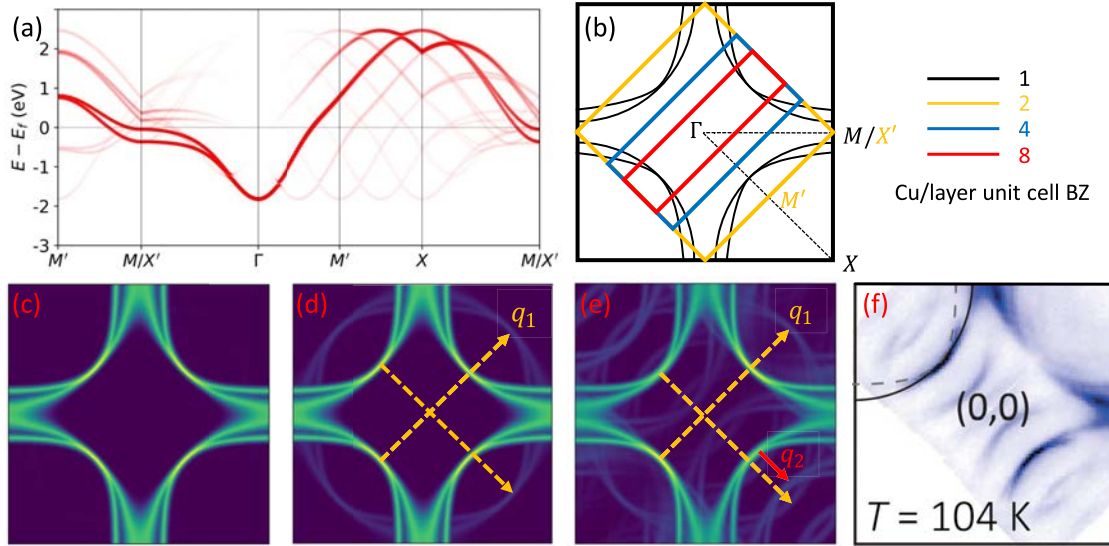 (a)
2
1
0
-1
-2
-3
E − E_f (eV)
M′
M/X′
Γ
M′
X
M/X′
(b)
Γ
M/X′
M′
X
1
2
4
8
Cu/layer unit cell BZ
(c)
(d)
q₁
(e)
q₁
q₂
(f)
(0,0)
T = 104 K